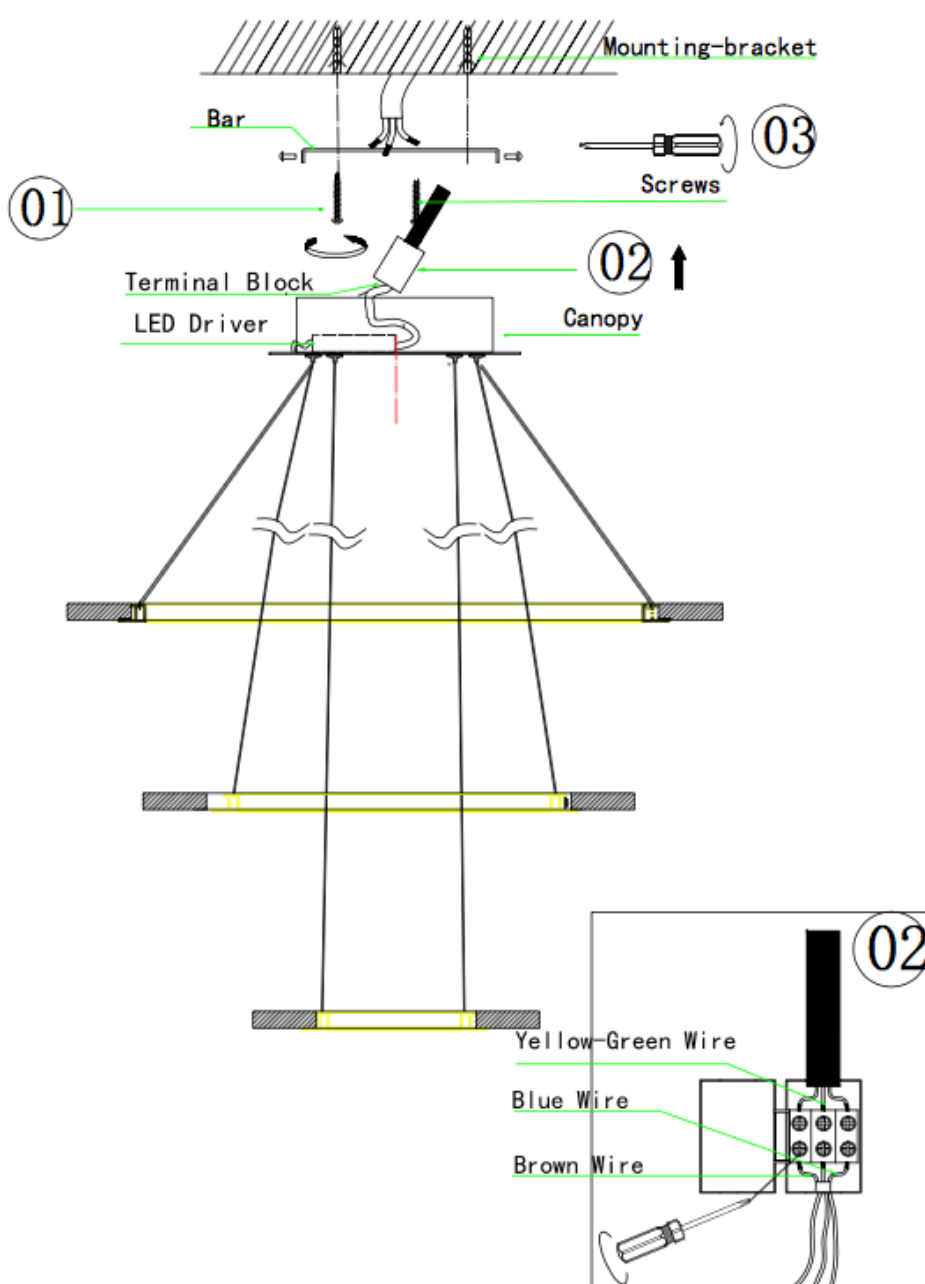 Mounting-bracket
Bar
03
Screws
01
02
Terminal Block
LED Driver
Canopy
02
Yellow-Green Wire
Blue Wire
Brown Wire